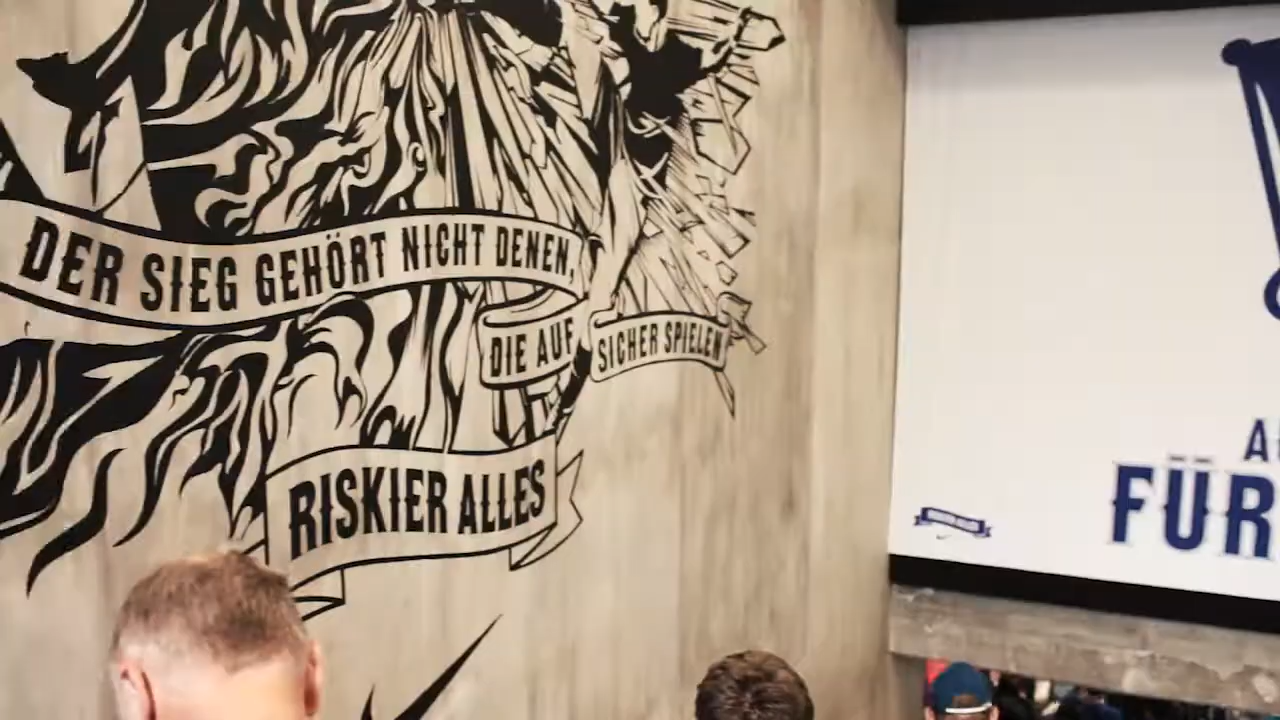 DER SIEG GEHÖRT NICHT DENEN,
DIE AUF SICHER SPIELEN
RISKIER ALLES
FÜR